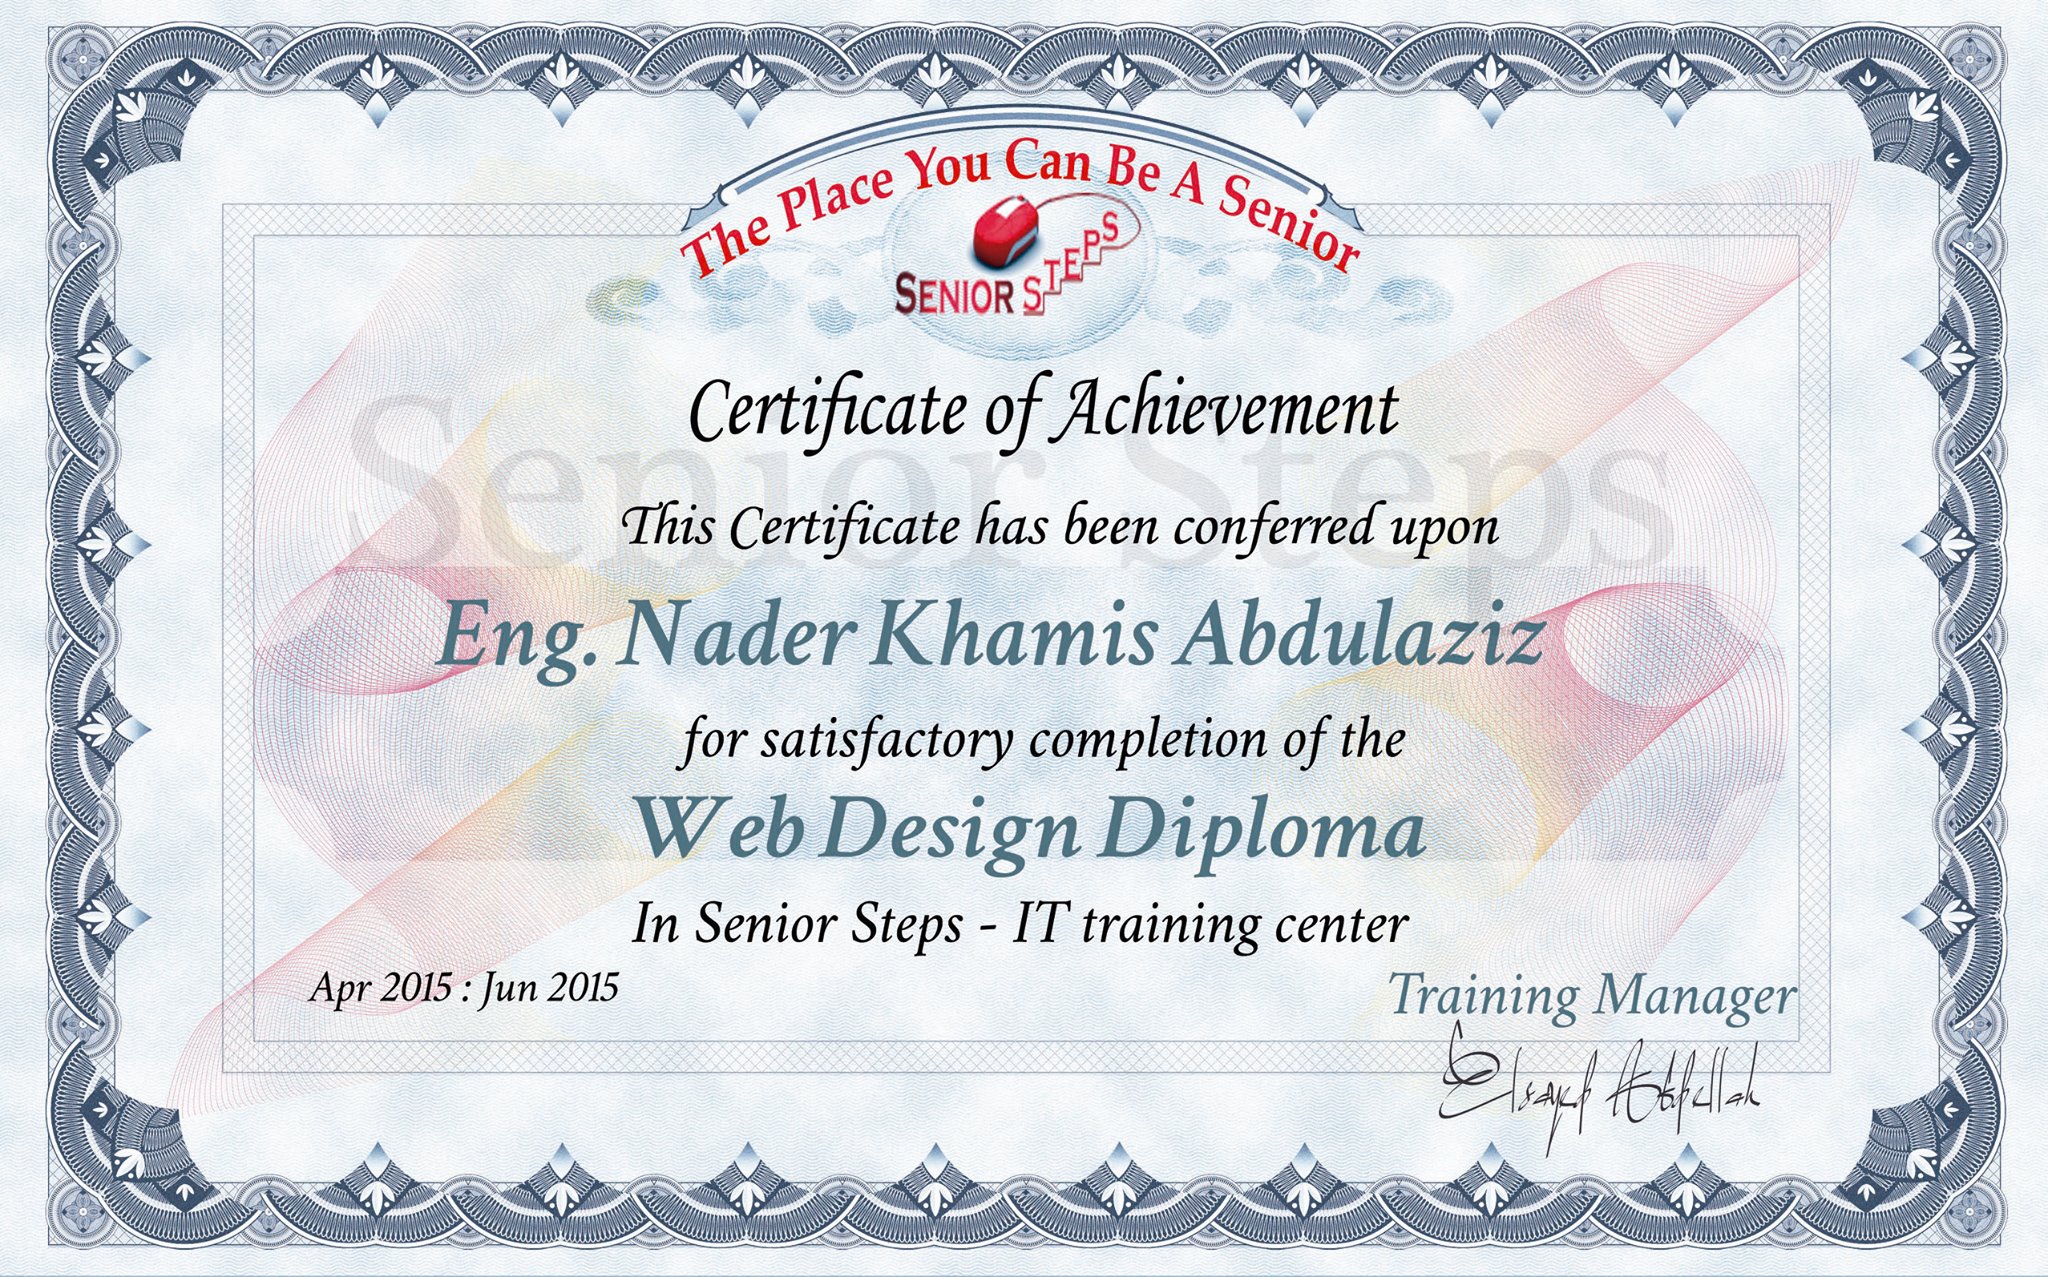 The Place You Can Be A Senior
SENIOR STEPS
Senior Steps
Certificate of Achievement
This Certificate has been conferred upon
Eng. Nader Khamis Abdulaziz
for satisfactory completion of the
Web Design Diploma
In Senior Steps - IT training center
Apr 2015 : Jun 2015
Training Manager
Elsayed Abdellah